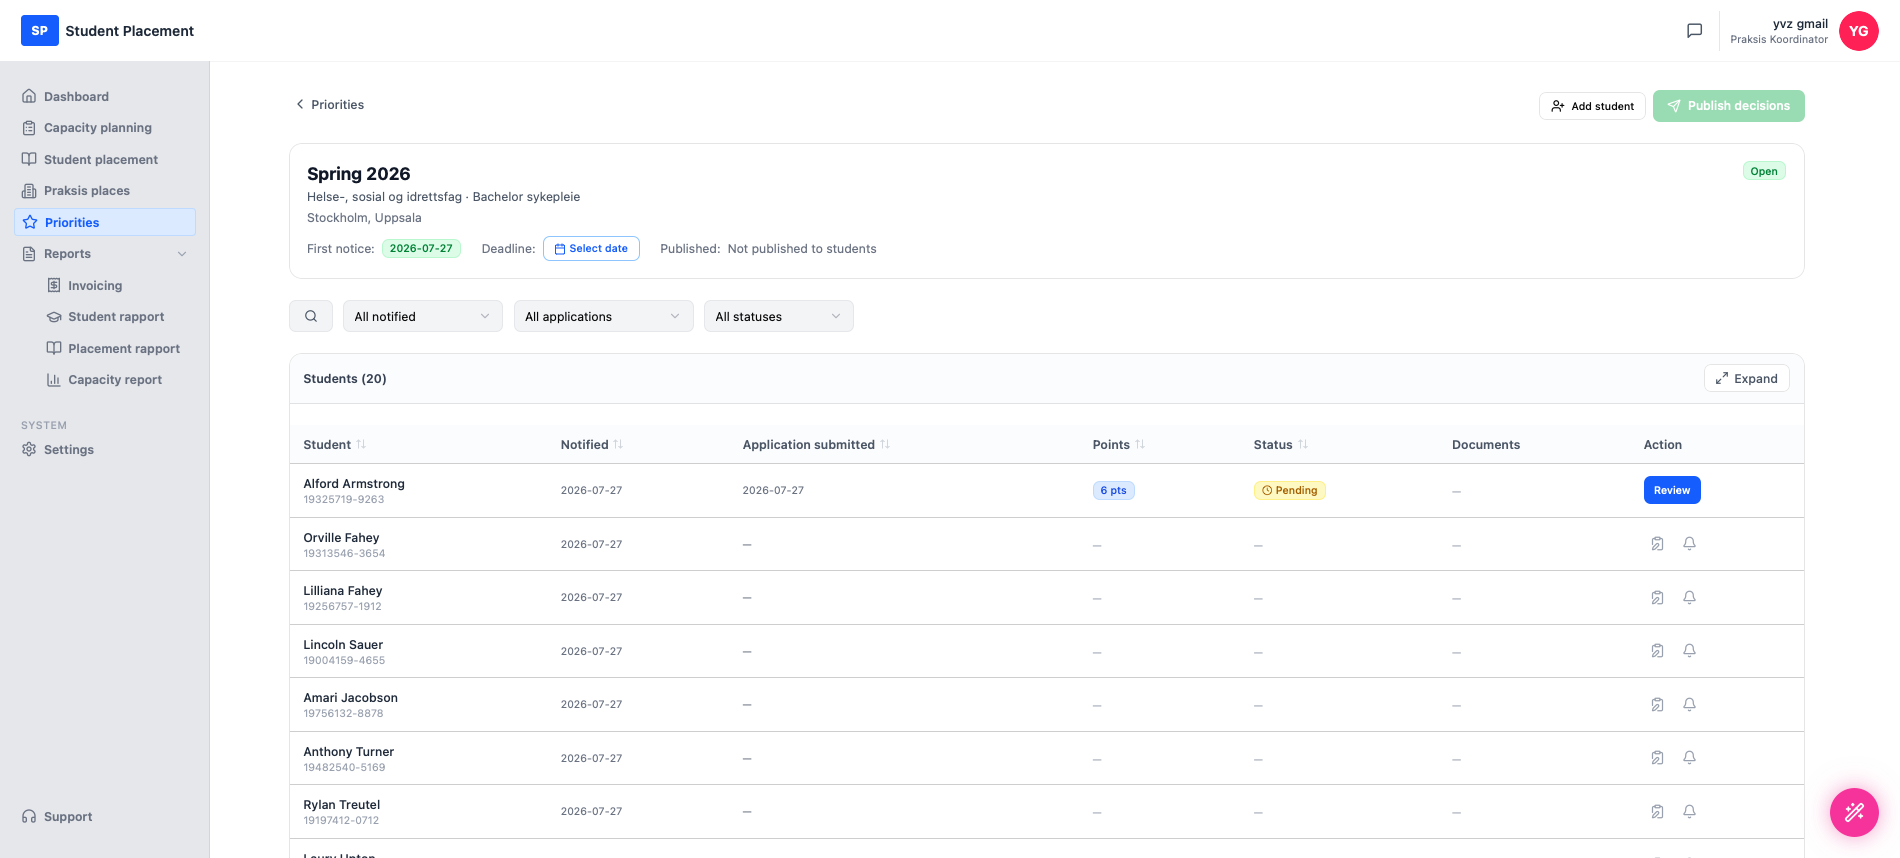 SP Student Placement
yvz gmail
Praksis Koordinator
YG
Dashboard
Capacity planning
Student placement
Praksis places
Priorities
Reports
Invoicing
Student rapport
Placement rapport
Capacity report
SYSTEM
Settings
Support
Priorities
Add student
Publish decisions
Spring 2026
Open
Helse-, sosial og idrettsfag · Bachelor sykepleie
Stockholm, Uppsala
First notice: 2026-07-27 Deadline: Select date Published: Not published to students
All notified All applications All statuses
Students (20) Expand
Student Notified Application submitted Points Status Documents Action
Alford Armstrong
19325719-9263
2026-07-27 2026-07-27 6 pts Pending — Review
Orville Fahey
19313546-3654
2026-07-27 — — — —
Lilliana Fahey
19256757-1912
2026-07-27 — — — —
Lincoln Sauer
19004159-4655
2026-07-27 — — — —
Amari Jacobson
19756132-8878
2026-07-27 — — — —
Anthony Turner
19482540-5169
2026-07-27 — — — —
Rylan Treutel
19197412-0712
2026-07-27 — — — —